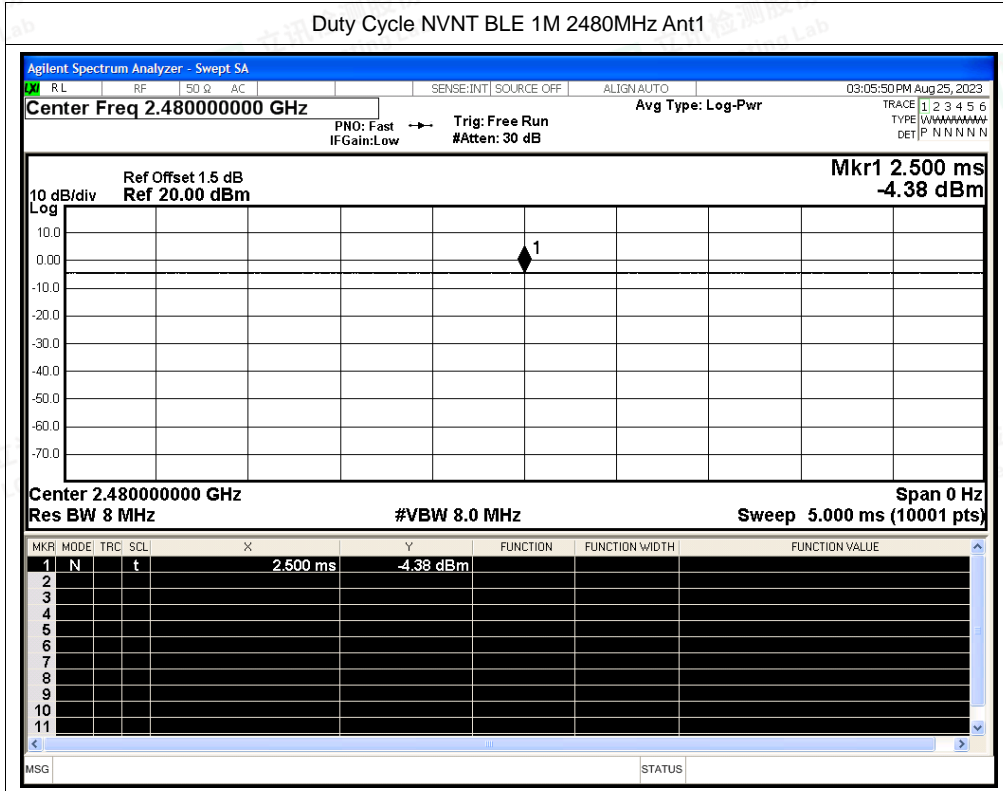 Duty Cycle NVNT BLE 1M 2480MHz Ant1
Agilent Spectrum Analyzer - Swept SA
LXI RL RF 50 Ω AC SENSE:INT SOURCE OFF ALIGN AUTO 03:05:50 PM Aug 25, 2023
Center Freq 2.480000000 GHz Avg Type: Log-Pwr TRACE 1 2 3 4 5 6
PNO: Fast Trig: Free Run TYPE W
IFGain:Low #Atten: 30 dB DET P N N N N N
Mkr1 2.500 ms
Ref Offset 1.5 dB
10 dB/div Ref 20.00 dBm -4.38 dBm
Log
10.0
1
0.00
-10.0
-20.0
-30.0
-40.0
-50.0
-60.0
-70.0
Center 2.480000000 GHz Span 0 Hz
Res BW 8 MHz #VBW 8.0 MHz Sweep 5.000 ms (10001 pts)
MKR MODE TRC SCL X Y FUNCTION FUNCTION WIDTH FUNCTION VALUE
1 N t 2.500 ms -4.38 dBm
2
3
4
5
6
7
8
9
10
11
MSG STATUS